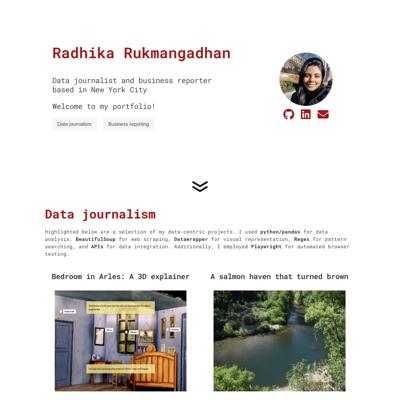 Radhika Rukmangadhan
Data journalist and business reporter
based in New York City
Welcome to my portfolio!
Data journalism
Business reporting
Data journalism
Highlighted below are a selection of my data-centric projects. I used python/pandas for data
analysis, BeautifulSoup for web scraping, Datawrapper for visual representation, Regex for pattern
searching, and APIs for data integration. Additionally, I employed Playwright for automated browser
testing.
Bedroom in Arles: A 3D explainer
A salmon haven that turned brown